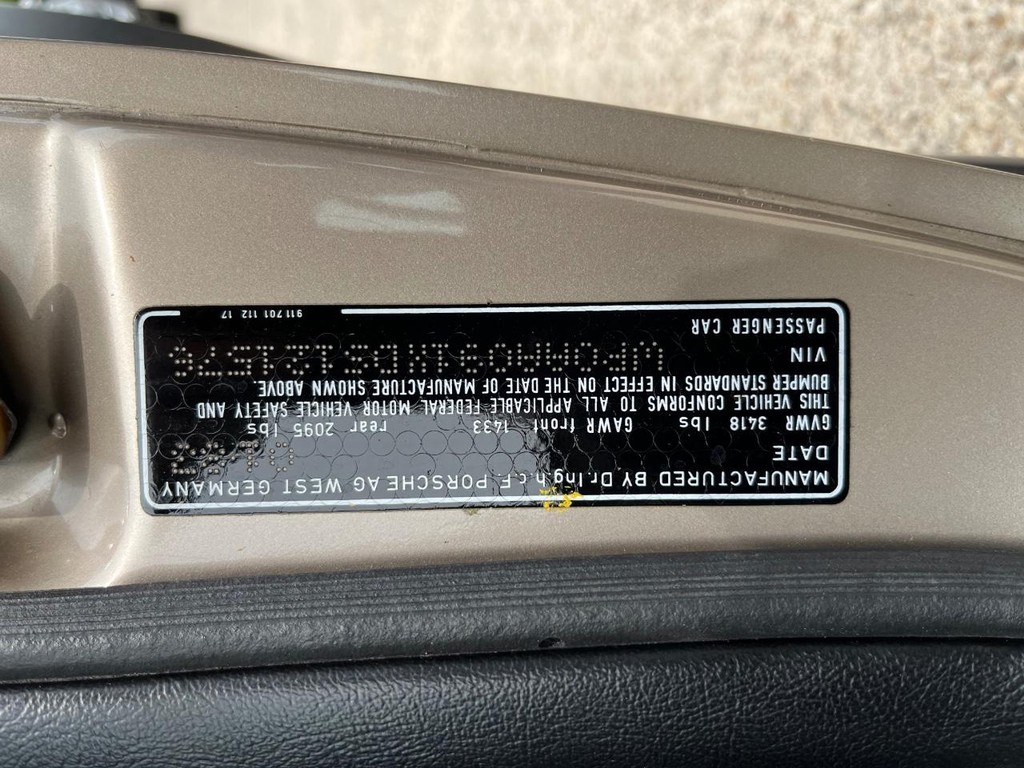 MANUFACTURED BY Dr.Ing.h.c.F. PORSCHE AG WEST GERMANY
DATE
GVWR 3418 lbs GAWR front 1433 rear 2095 lbs
THIS VEHICLE CONFORMS TO ALL APPLICABLE FEDERAL MOTOR VEHICLE SAFETY AND
BUMPER STANDARDS IN EFFECT ON THE DATE OF MANUFACTURE SHOWN ABOVE.
VIN WP0AA091XDS121576
PASSENGER CAR
911 701 112 17